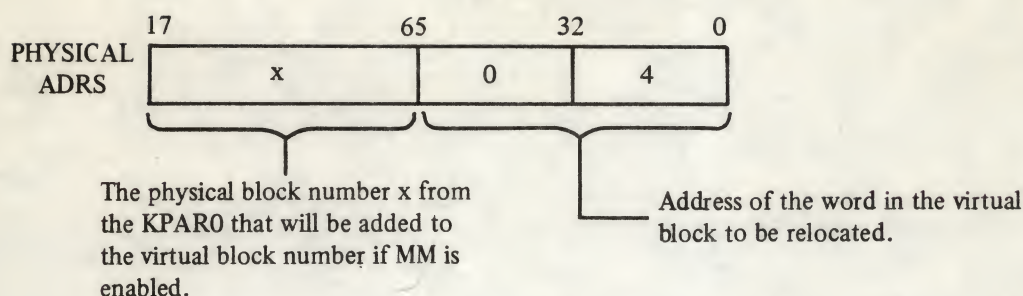 17 65 32 0
PHYSICAL
ADRS
x 0 4
The physical block number x from
the KPAR0 that will be added to
the virtual block number if MM is
enabled.
Address of the word in the virtual
block to be relocated.